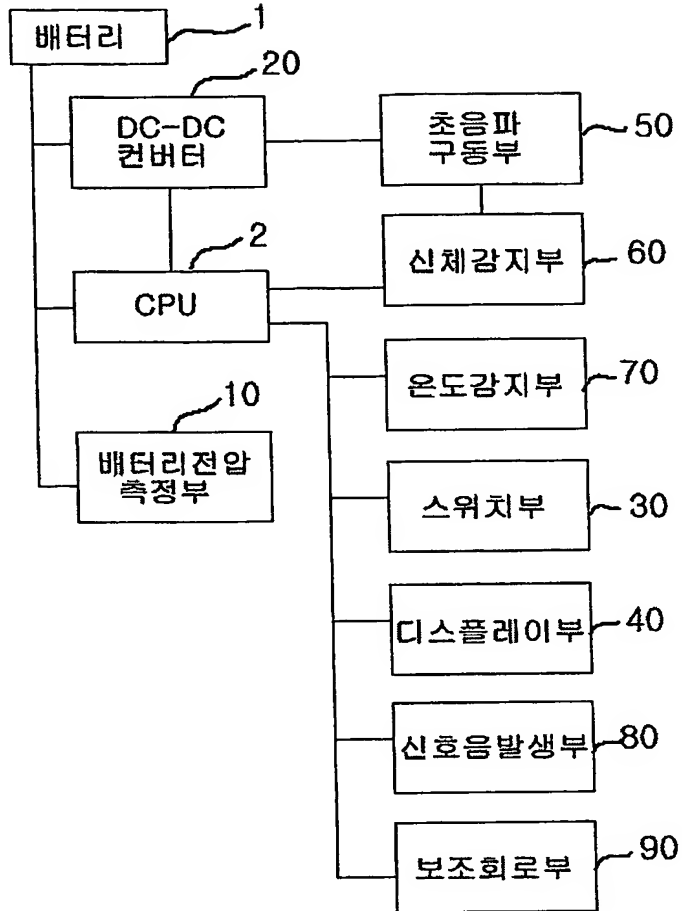 배터리
1
20
DC-DC
컨버터
초음파
구동부
50
2
CPU
신체감지부
60
10
배터리전압
측정부
온도감지부
70
스위치부
30
디스플레이부
40
신호음발생부
80
보조회로부
90